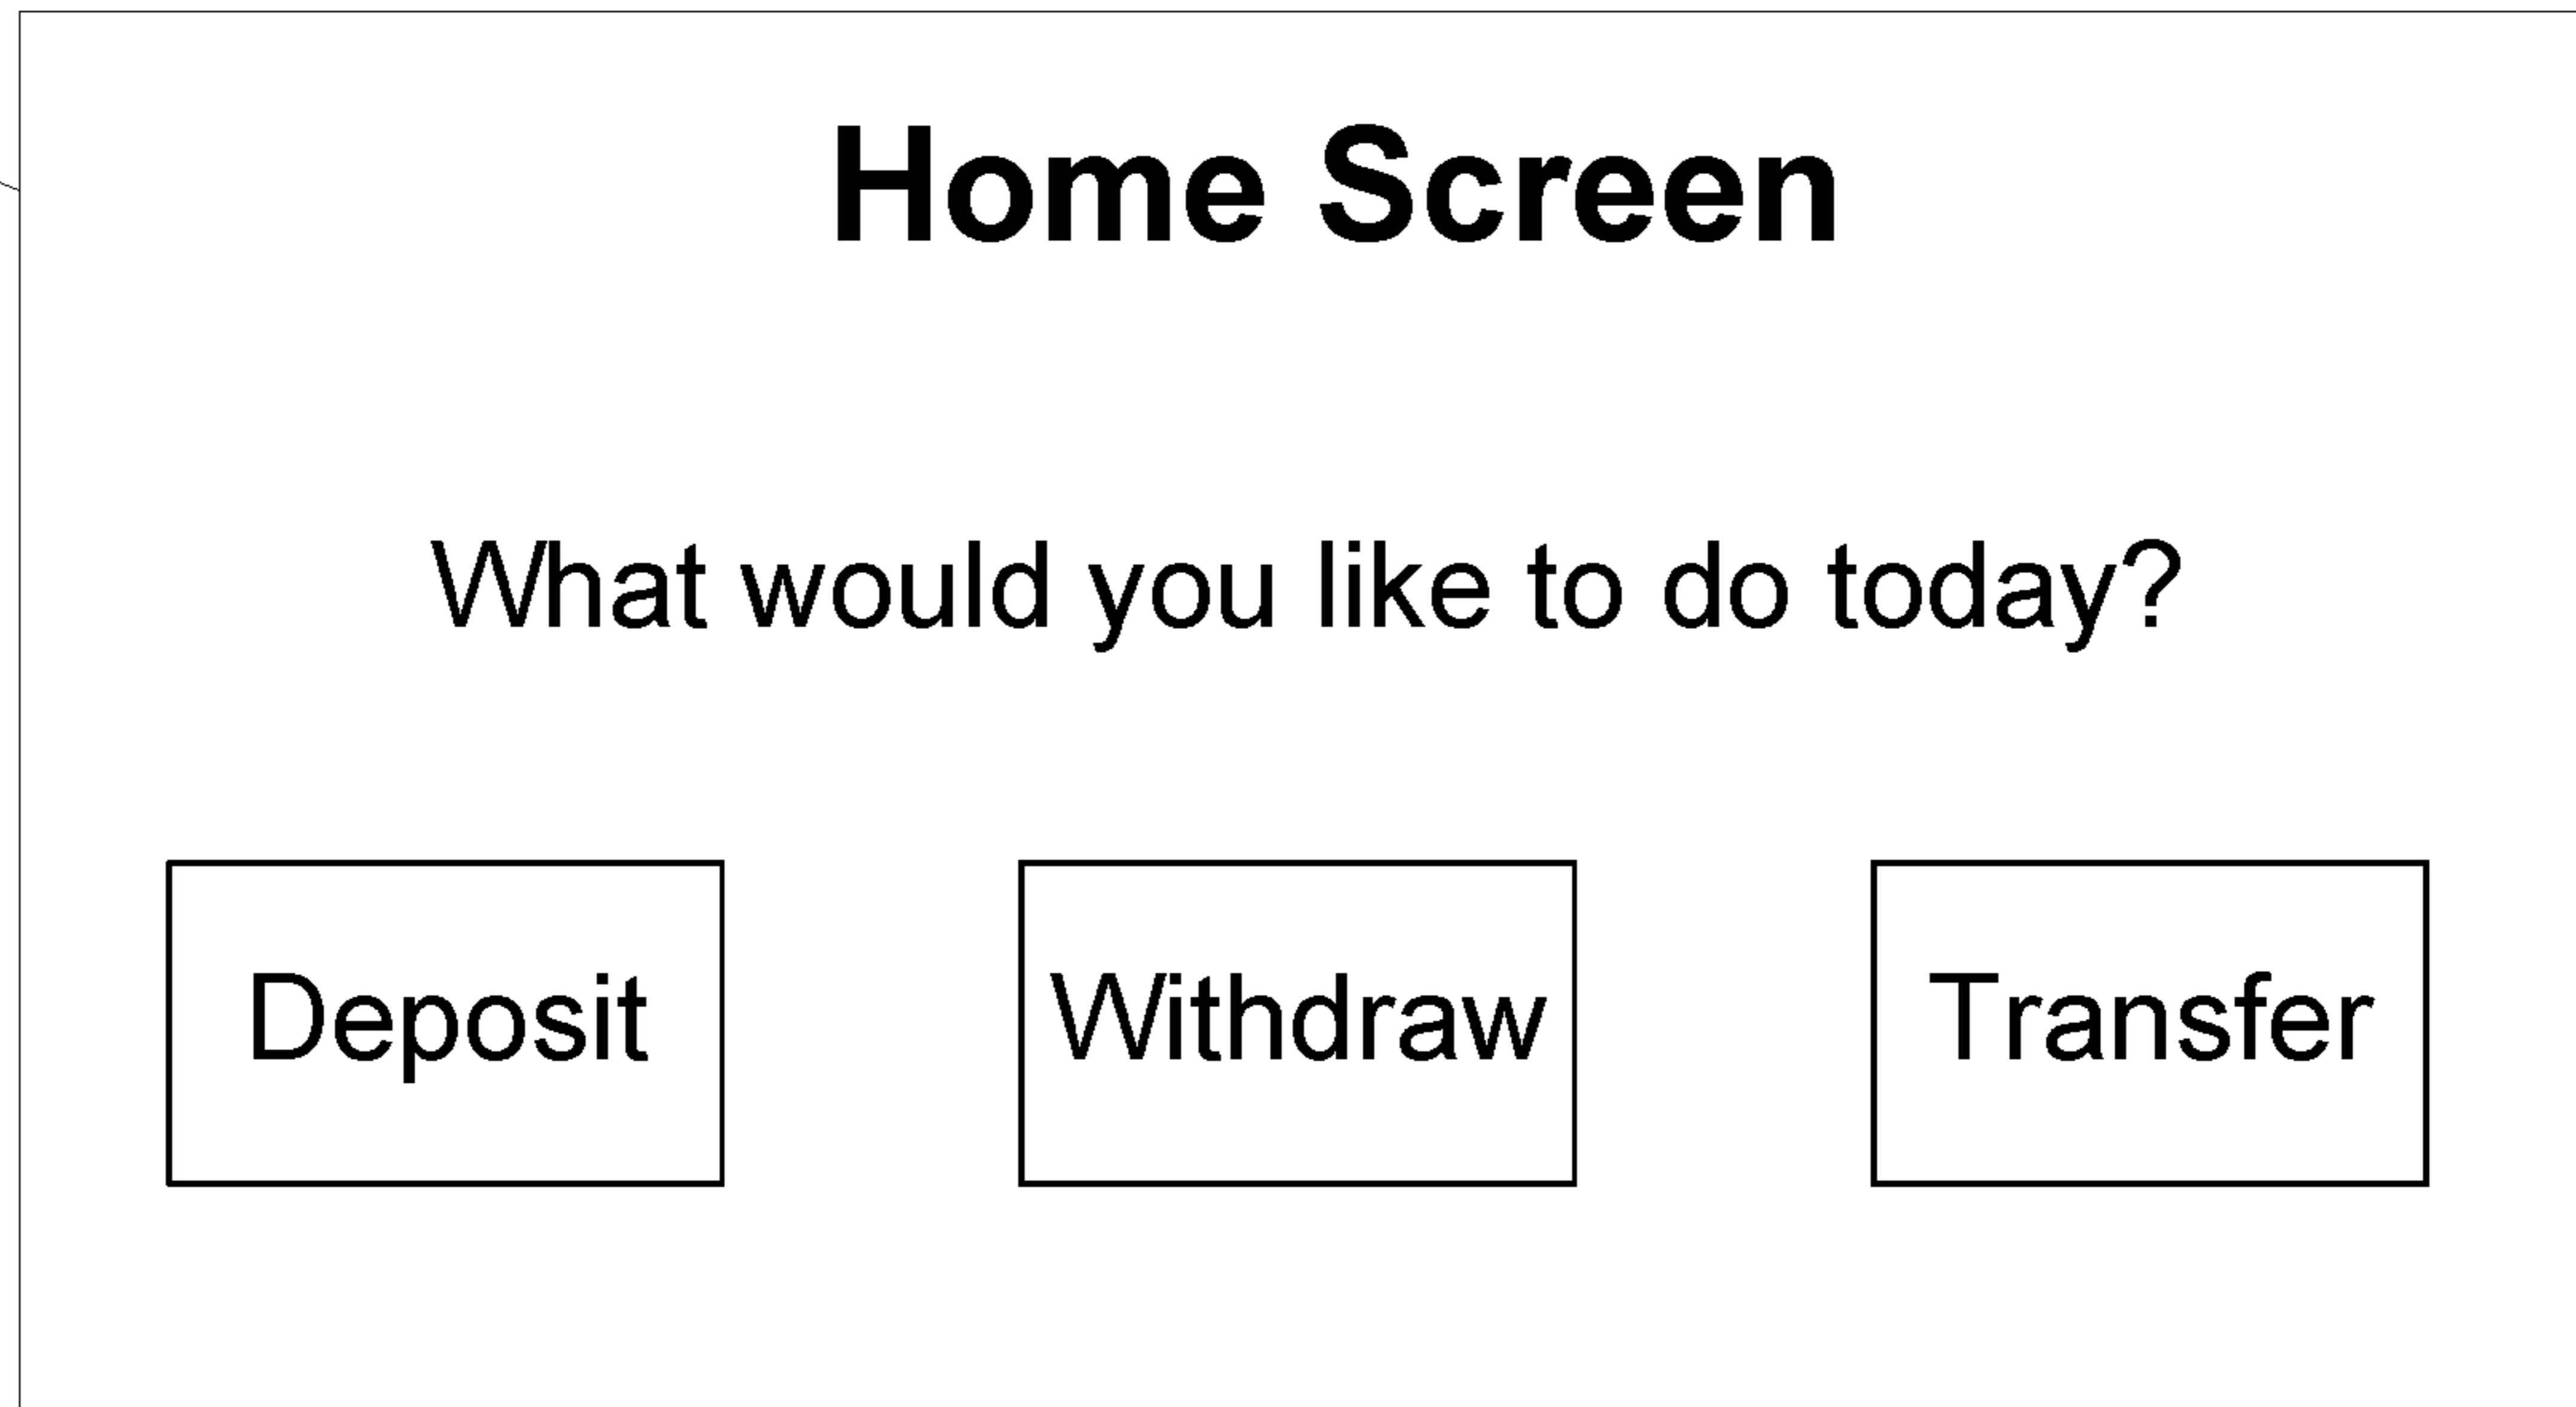 Home Screen
What would you like to do today?
Deposit
Withdraw
Transfer